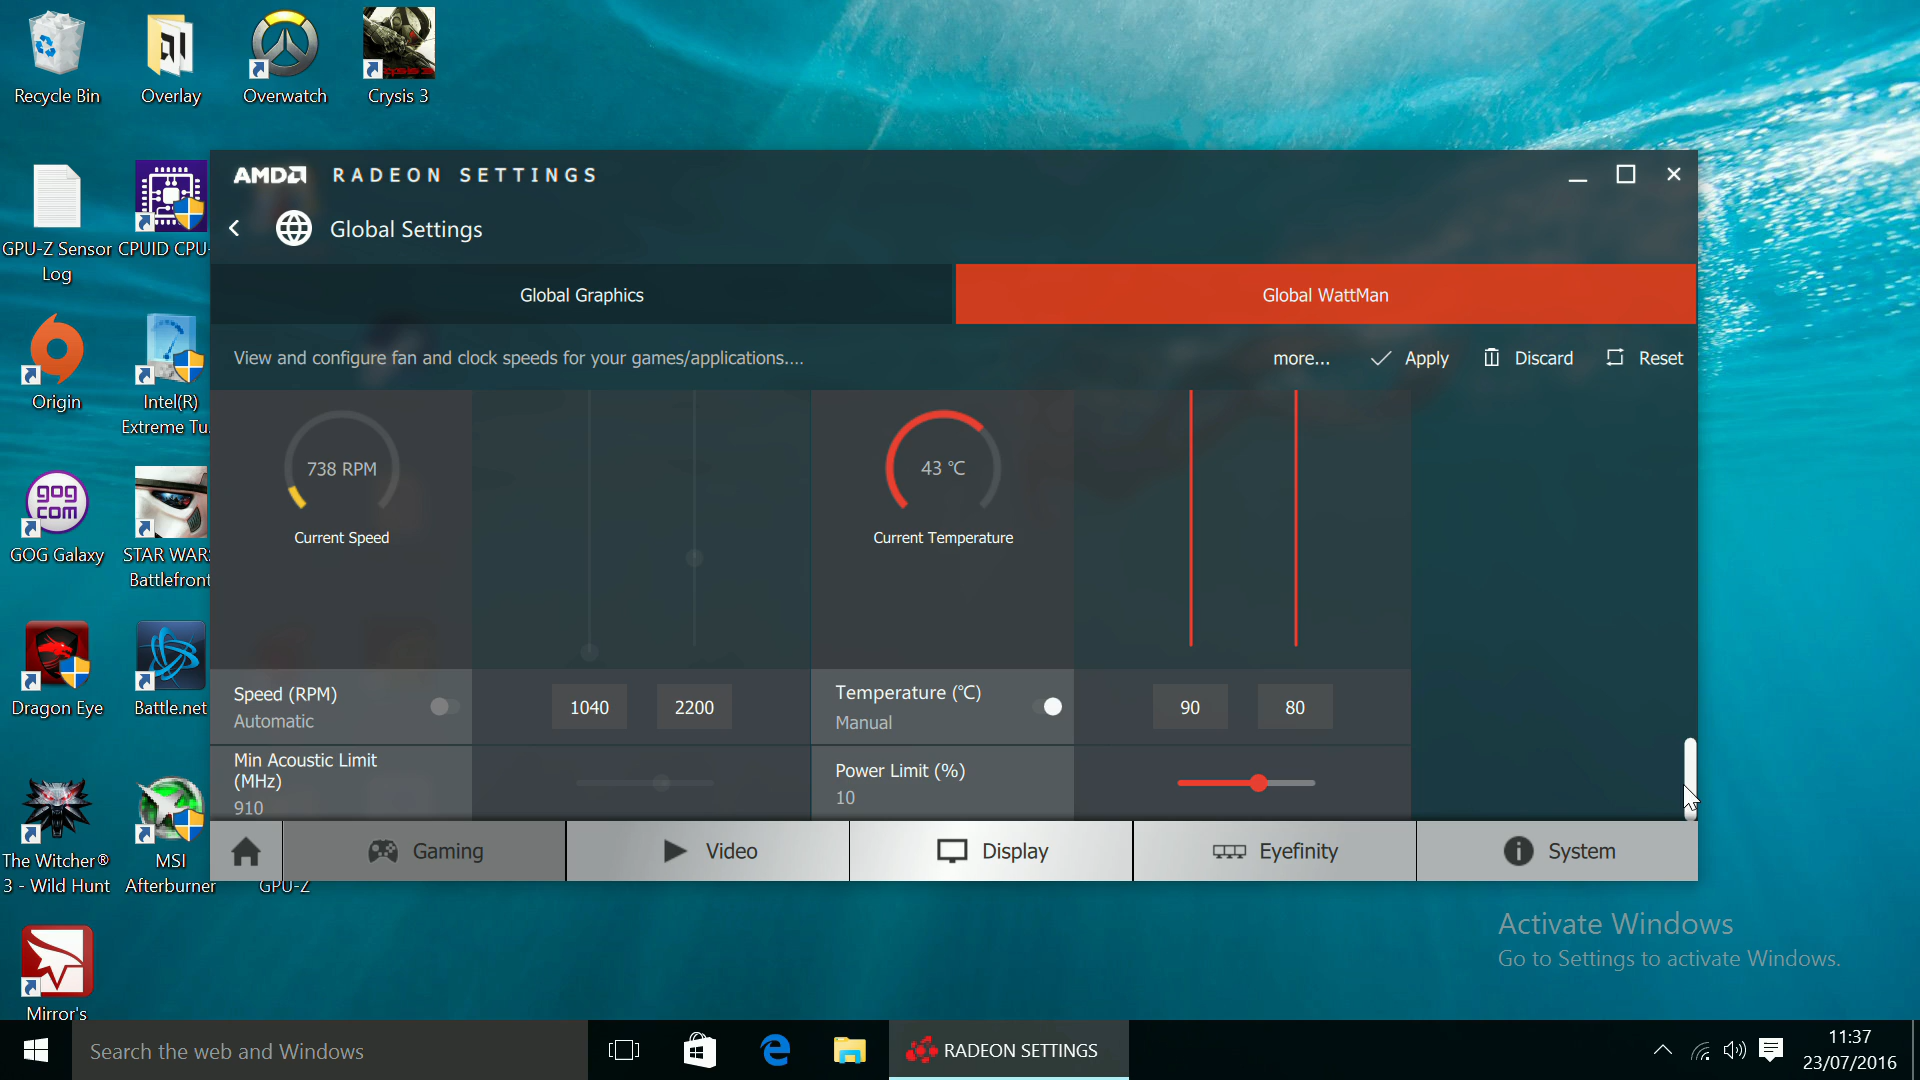 Recycle Bin
Overlay
Overwatch
Crysis 3
GPU-Z Sensor
Log
CPUID CPU-
Origin
Intel(R)
Extreme Tu..
gog
com
GOG Galaxy
STAR WARS
Battlefront
Dragon Eye
Battle.net
The Witcher®
3 - Wild Hunt
MSI
Afterburner
GPU-Z
Mirror's
AMD RADEON SETTINGS
Global Settings
Global Graphics
Global WattMan
View and configure fan and clock speeds for your games/applications....
more...
Apply
Discard
Reset
738 RPM
Current Speed
43 °C
Current Temperature
Speed (RPM)
Automatic
1040
2200
Temperature (°C)
Manual
90
80
Min Acoustic Limit
(MHz)
910
Power Limit (%)
10
Gaming
Video
Display
Eyefinity
System
Activate Windows
Go to Settings to activate Windows.
Search the web and Windows
RADEON SETTINGS
11:37
23/07/2016